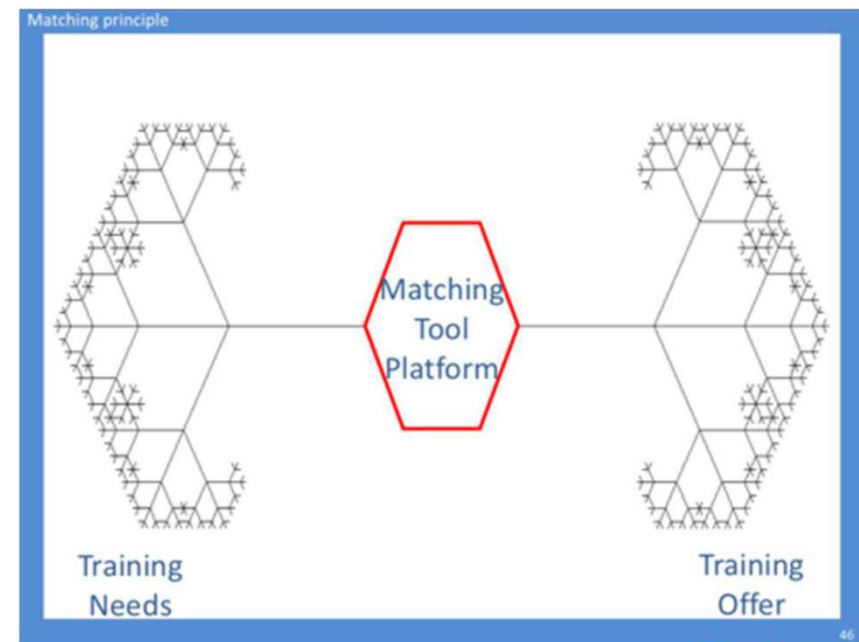 Matching principle
Matching
Tool
Platform
Training
Needs
Training
Offer
46